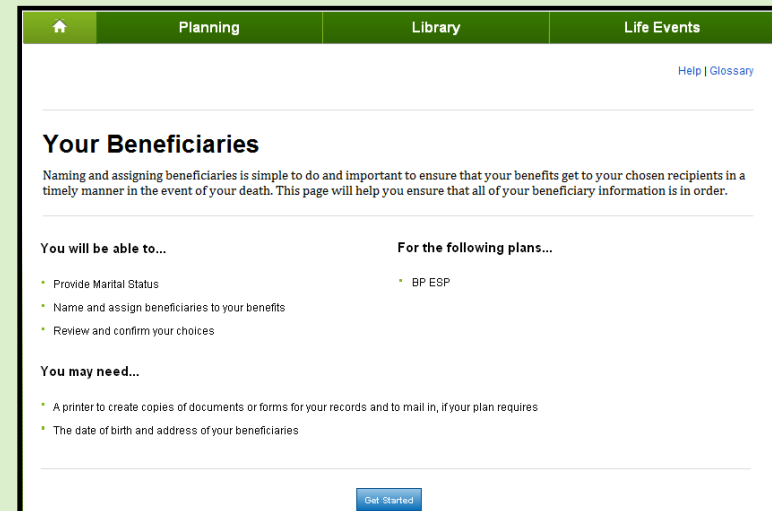 Planning Library Life Events
Help | Glossary
Your Beneficiaries
Naming and assigning beneficiaries is simple to do and important to ensure that your benefits get to your chosen recipients in a
timely manner in the event of your death. This page will help you ensure that all of your beneficiary information is in order.
You will be able to...
Provide Marital Status
Name and assign beneficiaries to your benefits
Review and confirm your choices
For the following plans...
BP ESP
You may need...
A printer to create copies of documents or forms for your records and to mail in, if your plan requires
The date of birth and address of your beneficiaries
Get Started